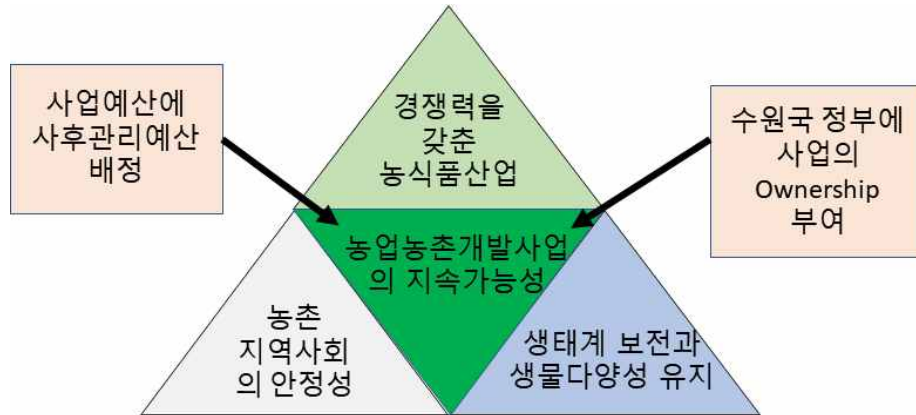 사업예산에
사후관리예산
배정
경쟁력을
갖춘
농식품산업
수원국 정부에
사업의
Ownership
부여
농업농촌개발사업
의 지속가능성
농촌
지역사회
의 안정성
생태계 보전과
생물다양성 유지